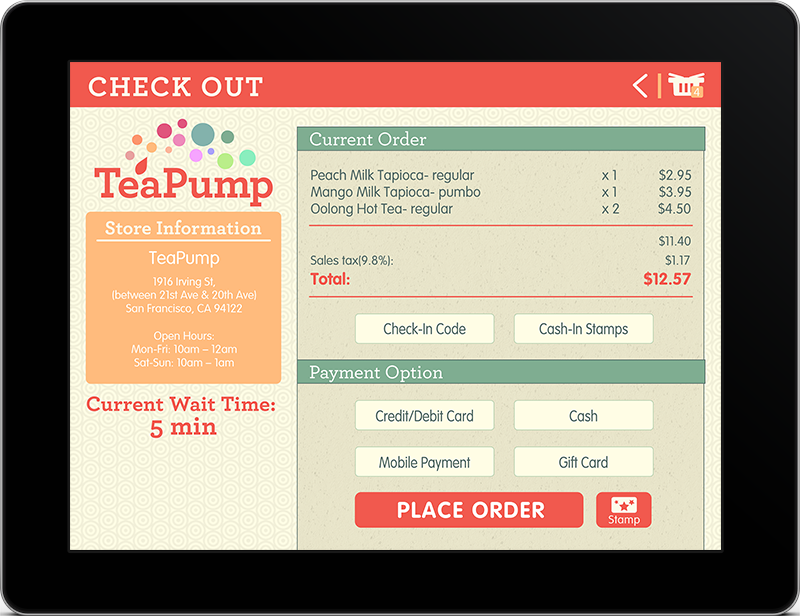 CHECK OUT
4
TeaPump
Store Information
TeaPump
1916 Irving St,
(between 21st Ave & 20th Ave)
San Francisco, CA 94122
Open Hours:
Mon-Fri: 10am – 12am
Sat-Sun: 10am – 1am
Current Wait Time:
5 min
Current Order
Peach Milk Tapioca- regular x 1 $2.95
Mango Milk Tapioca- pumbo x 1 $3.95
Oolong Hot Tea- regular x 2 $4.50
$11.40
Sales tax(9.8%): $1.17
Total: $12.57
Check-In Code Cash-In Stamps
Payment Option
Credit/Debit Card Cash
Mobile Payment Gift Card
PLACE ORDER Stamp